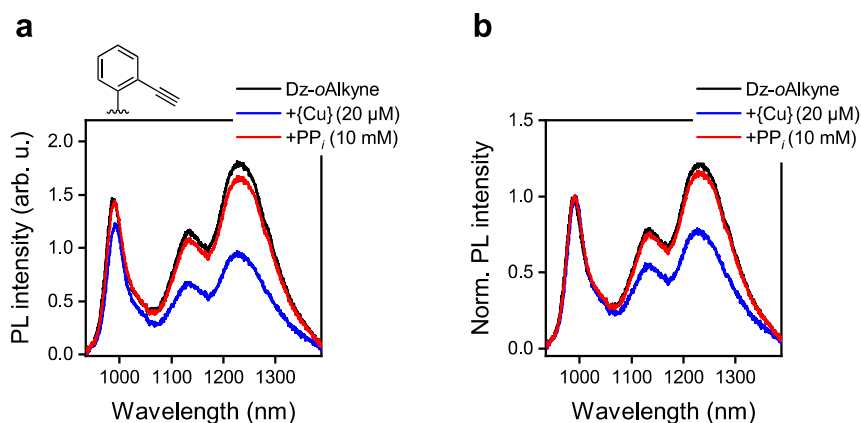 a
Dz-oAlkyne
+{Cu} (20 µM)
+PPi (10 mM)
PL intensity (arb. u.)
2.0
1.5
1.0
0.5
0.0
1000 1100 1200 1300
Wavelength (nm)
b
Dz-oAlkyne
+{Cu} (20 µM)
+PPi (10 mM)
Norm. PL intensity
1.5
1.0
0.5
0.0
1000 1100 1200 1300
Wavelength (nm)